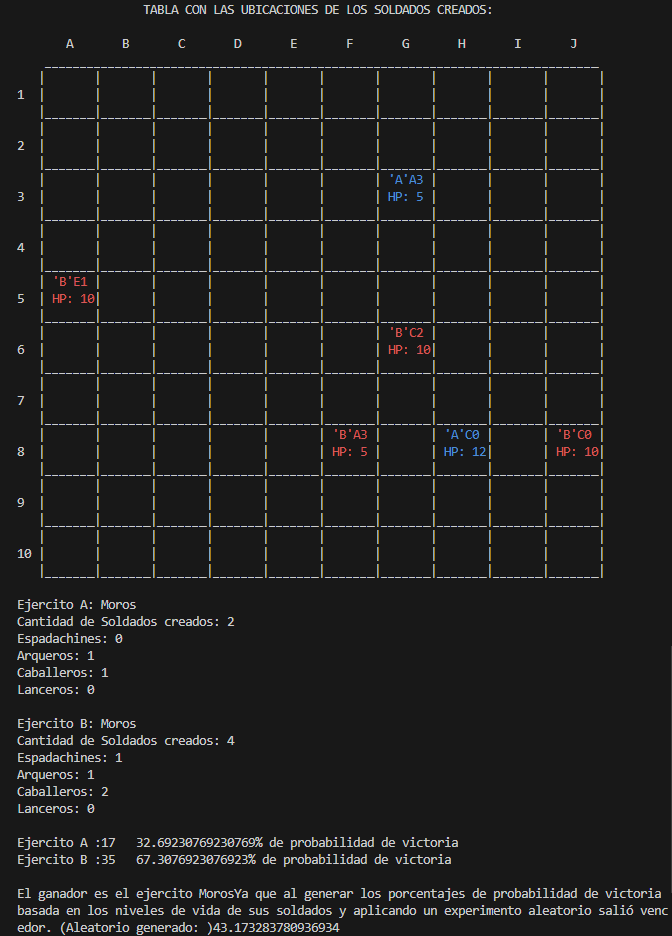 TABLA CON LAS UBICACIONES DE LOS SOLDADOS CREADOS:
A B C D E F G H I J
1
2
'A'A3
3 HP: 5
4
'B'E1
5 HP: 10
'B'C2
6 HP: 10
7
'B'A3 'A'C0 'B'C0
8 HP: 5 HP: 12 HP: 10
9
10
Ejercito A: Moros
Cantidad de Soldados creados: 2
Espadachines: 0
Arqueros: 1
Caballeros: 1
Lanceros: 0
Ejercito B: Moros
Cantidad de Soldados creados: 4
Espadachines: 1
Arqueros: 1
Caballeros: 2
Lanceros: 0
Ejercito A :17 32.69230769230769% de probabilidad de victoria
Ejercito B :35 67.3076923076923% de probabilidad de victoria
El ganador es el ejercito MorosYa que al generar los porcentajes de probabilidad de victoria
basada en los niveles de vida de sus soldados y aplicando un experimento aleatorio salió venc
edor. (Aleatorio generado: )43.173283780936934